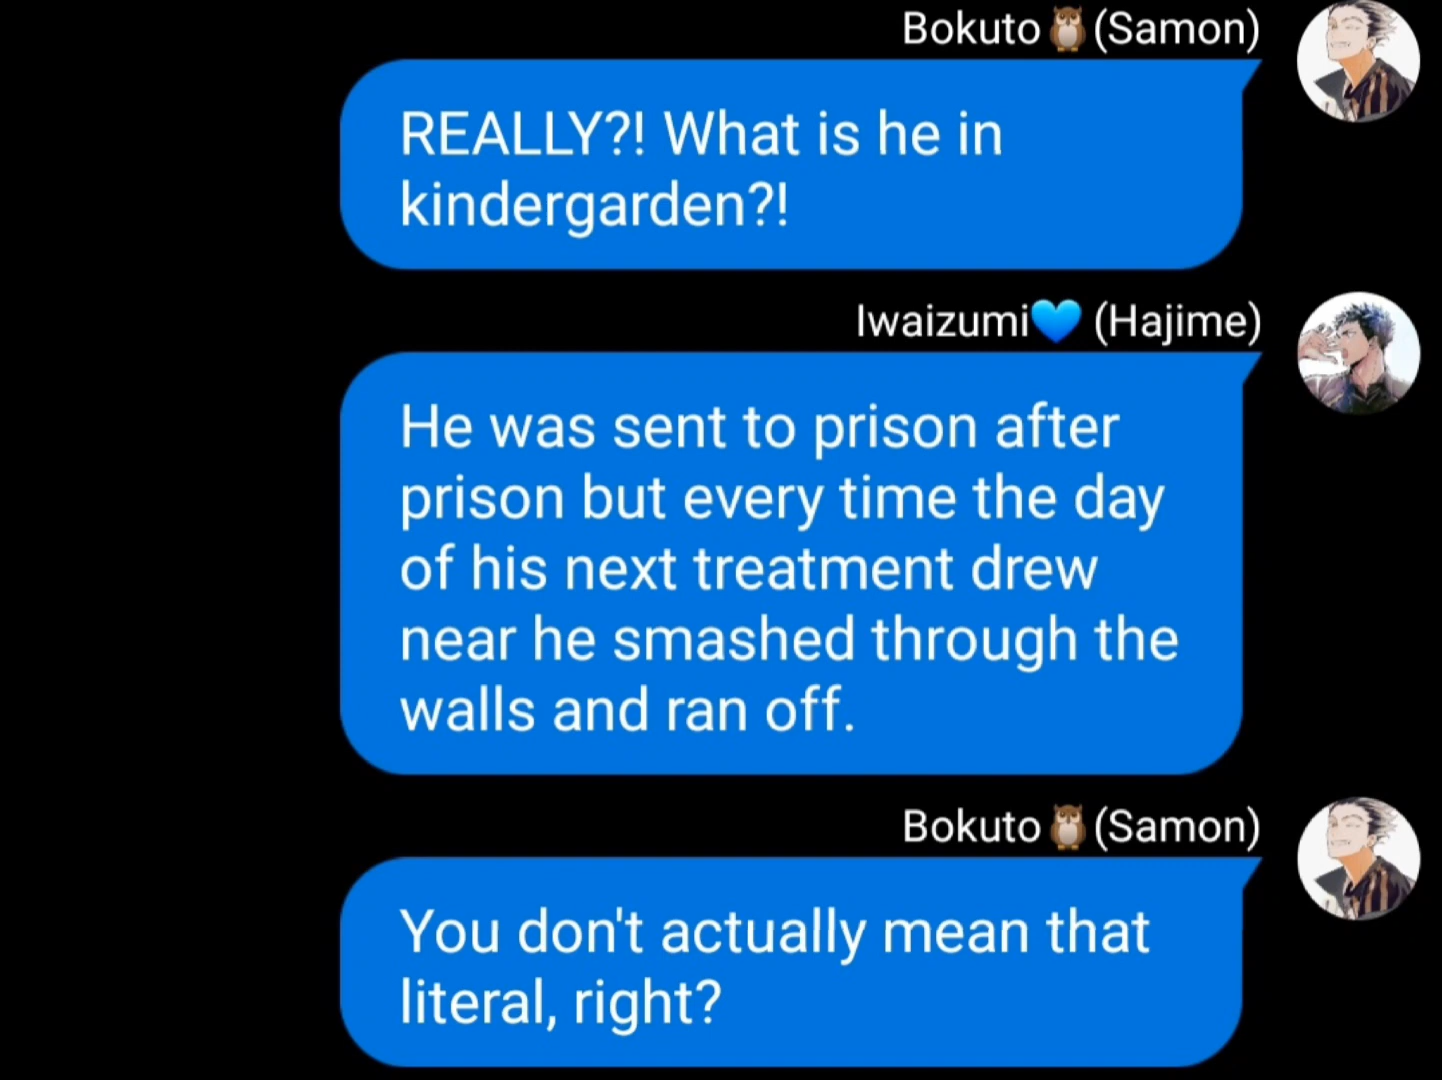 Bokuto🦉(Samon)
REALLY?! What is he in
kindergarden?!
Iwaizumi💙 (Hajime)
He was sent to prison after
prison but every time the day
of his next treatment drew
near he smashed through the
walls and ran off.
Bokuto🦉(Samon)
You don't actually mean that
literal, right?